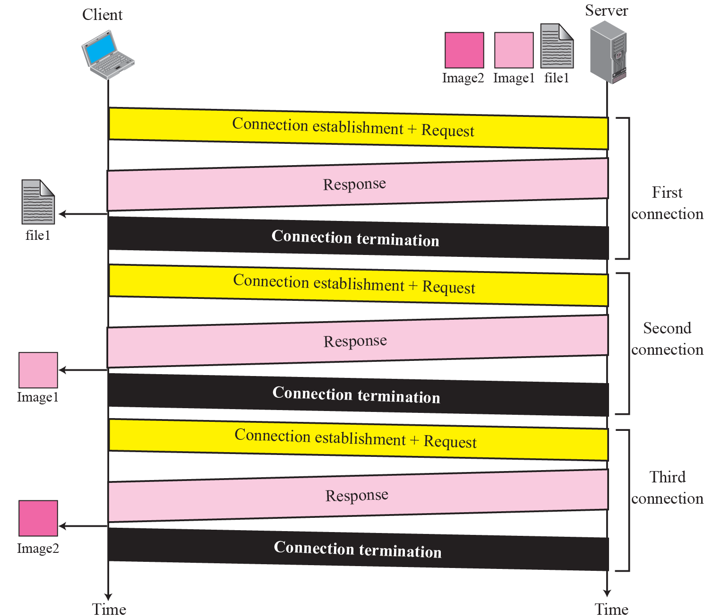 Client
Server
Image2
Image1
file1
Connection establishment + Request
Response
First
connection
file1
Connection termination
Connection establishment + Request
Response
Second
connection
Image1
Connection termination
Connection establishment + Request
Response
Third
connection
Image2
Connection termination
Time
Time